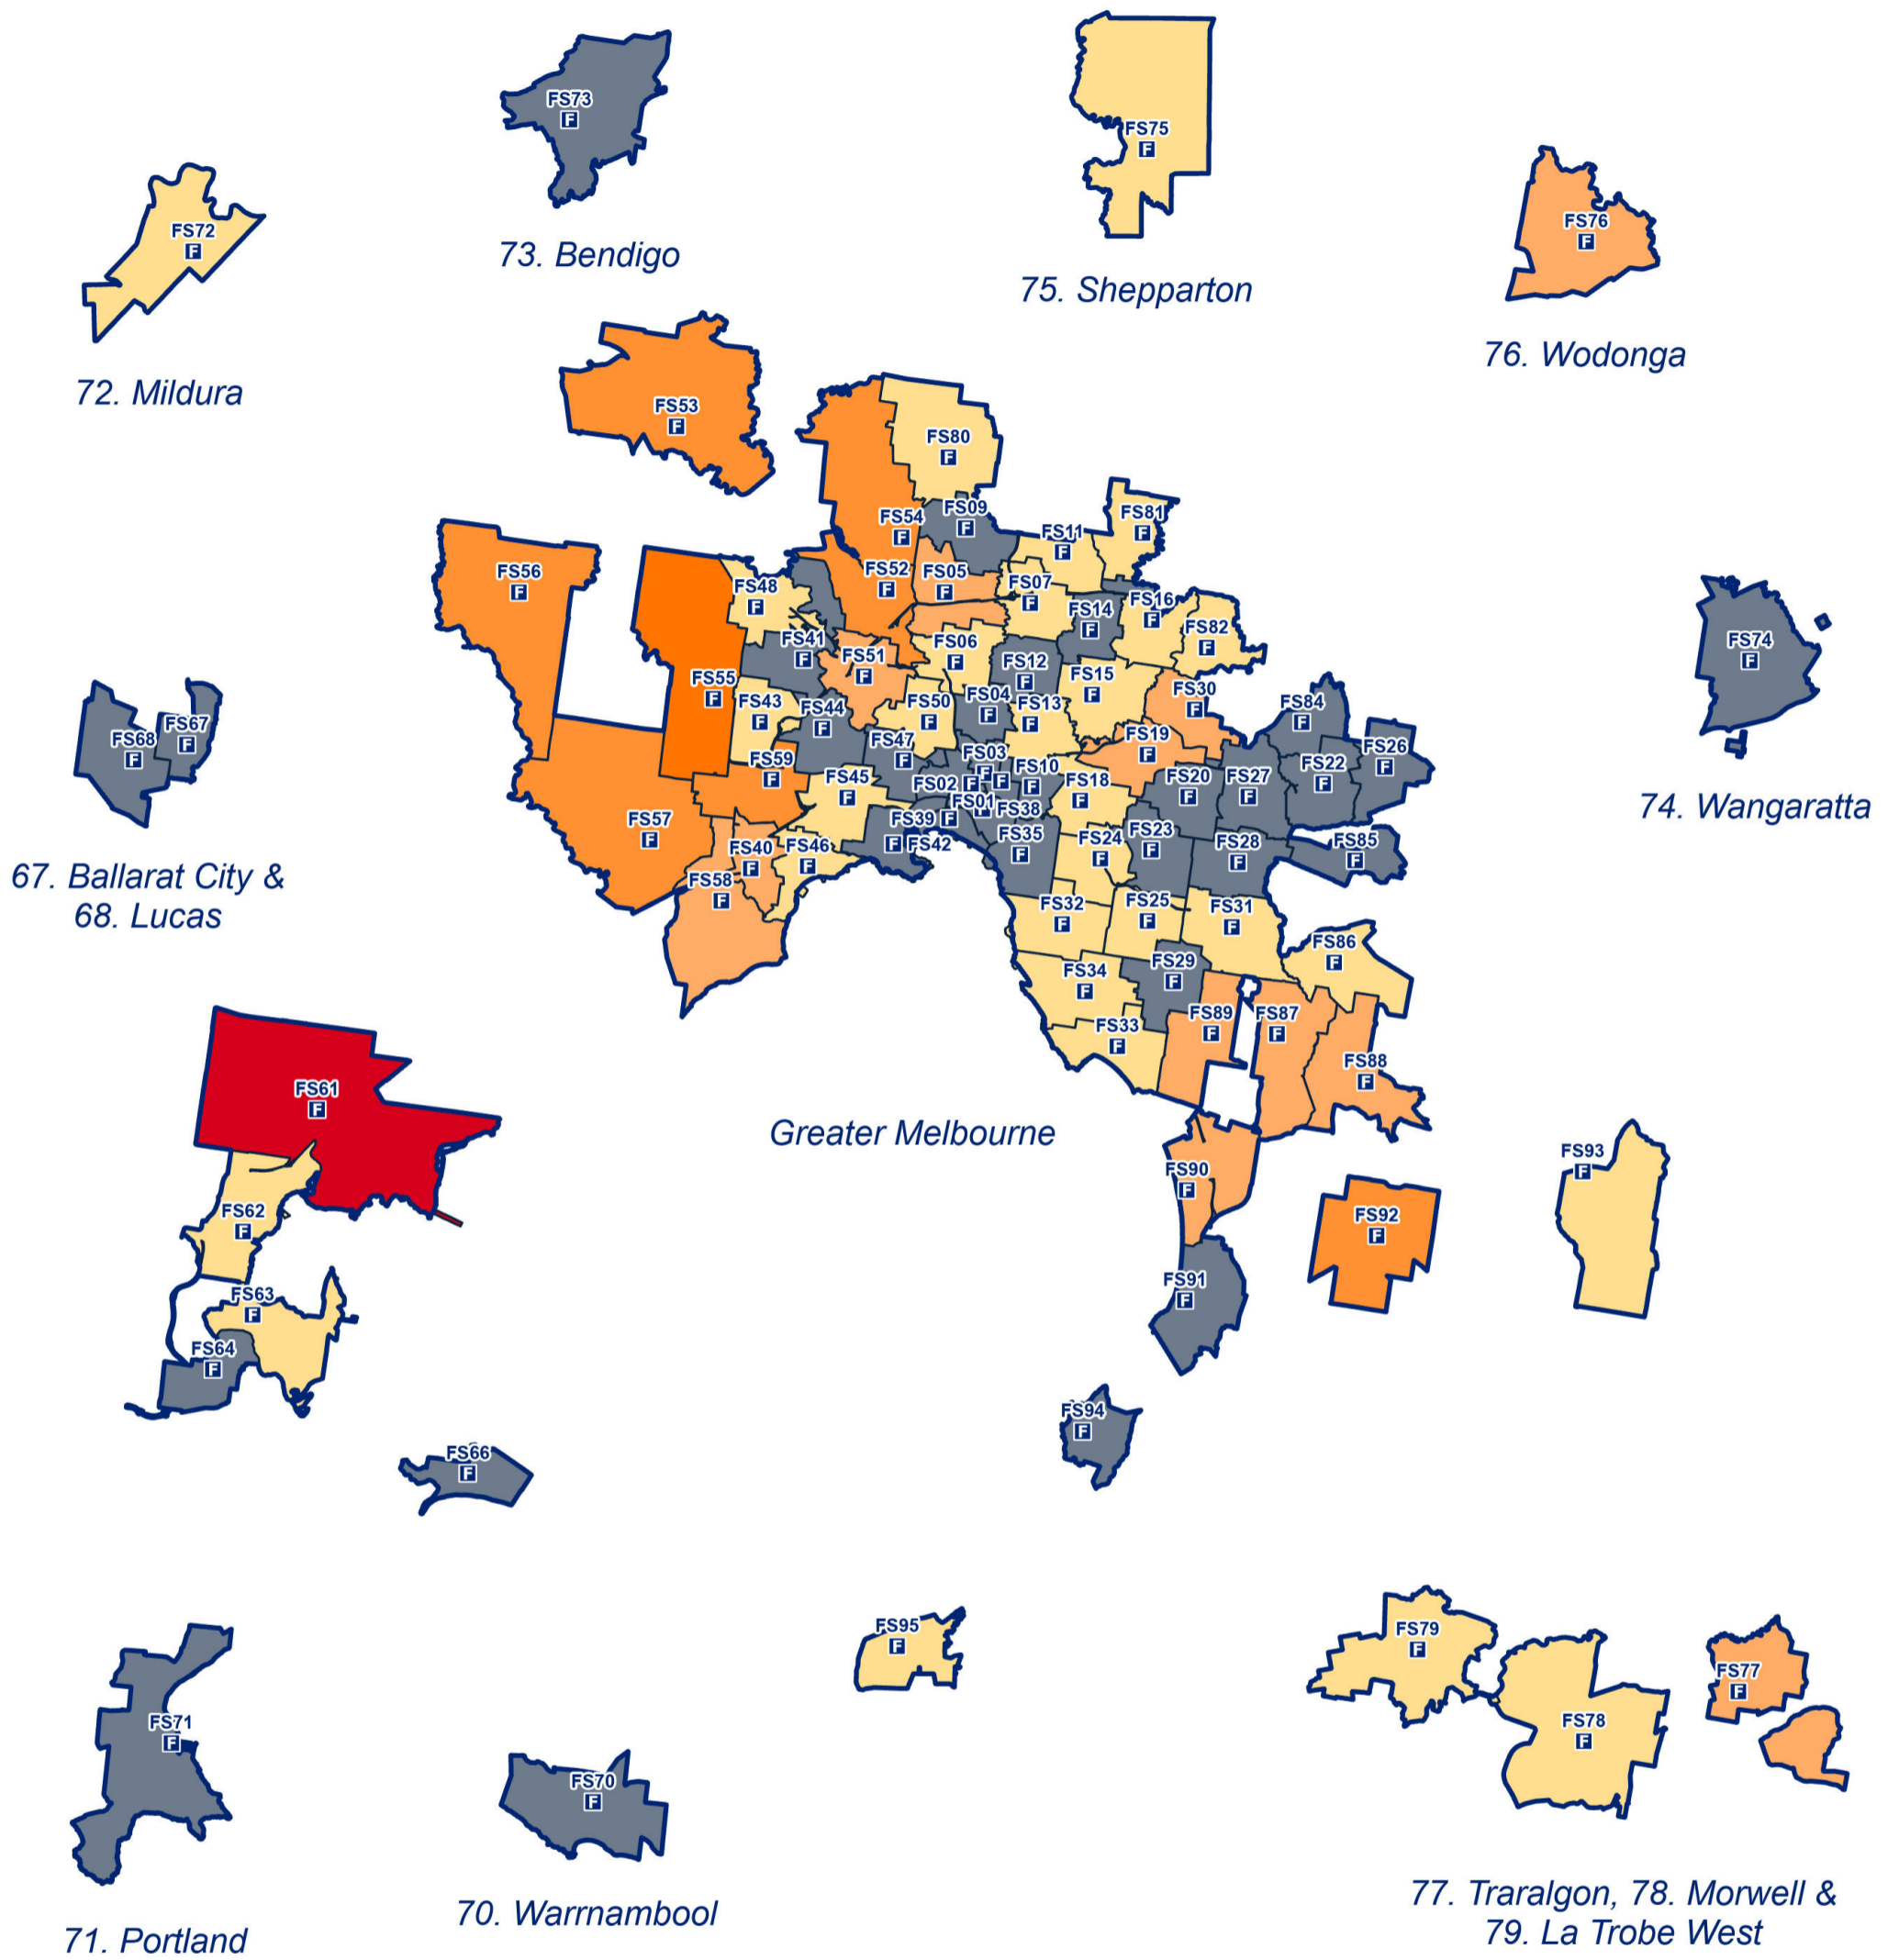 FS73
F
FS75
F
FS72
F
FS76
F
73. Bendigo
75. Shepparton
76. Wodonga
72. Mildura
FS53
F
FS80
F
FS54
F
FS09
F
FS11
F
FS81
F
FS56
F
FS48
F
FS52
F
FS05
F
FS07
F
FS14
F
FS16
F
FS82
F
FS41
F
FS51
F
FS06
F
FS12
F
FS15
F
FS30
F
FS74
F
FS55
F
FS43
F
FS44
F
FS50
F
FS04
F
FS13
F
FS19
F
FS84
F
FS68
F
FS67
F
FS59
F
FS47
F
FS03
F
FS02
F
FS10
F
FS01
F
FS38
F
FS18
F
FS20
F
FS27
F
FS22
F
FS26
F
74. Wangaratta
FS57
F
FS45
F
FS39
F
FS42
F
FS35
F
FS24
F
FS23
F
FS28
F
FS85
F
67. Ballarat City &
68. Lucas
FS40
F
FS46
F
FS58
F
FS32
F
FS25
F
FS31
F
FS86
F
FS34
F
FS29
F
FS33
F
FS89
F
FS87
F
FS88
F
FS61
F
Greater Melbourne
FS62
F
FS63
F
FS64
F
FS90
F
FS91
F
FS92
F
FS93
F
FS94
F
FS66
F
FS95
F
FS79
F
FS78
F
FS77
F
FS71
F
FS70
F
71. Portland
70. Warrnambool
77. Traralgon, 78. Morwell &
79. La Trobe West